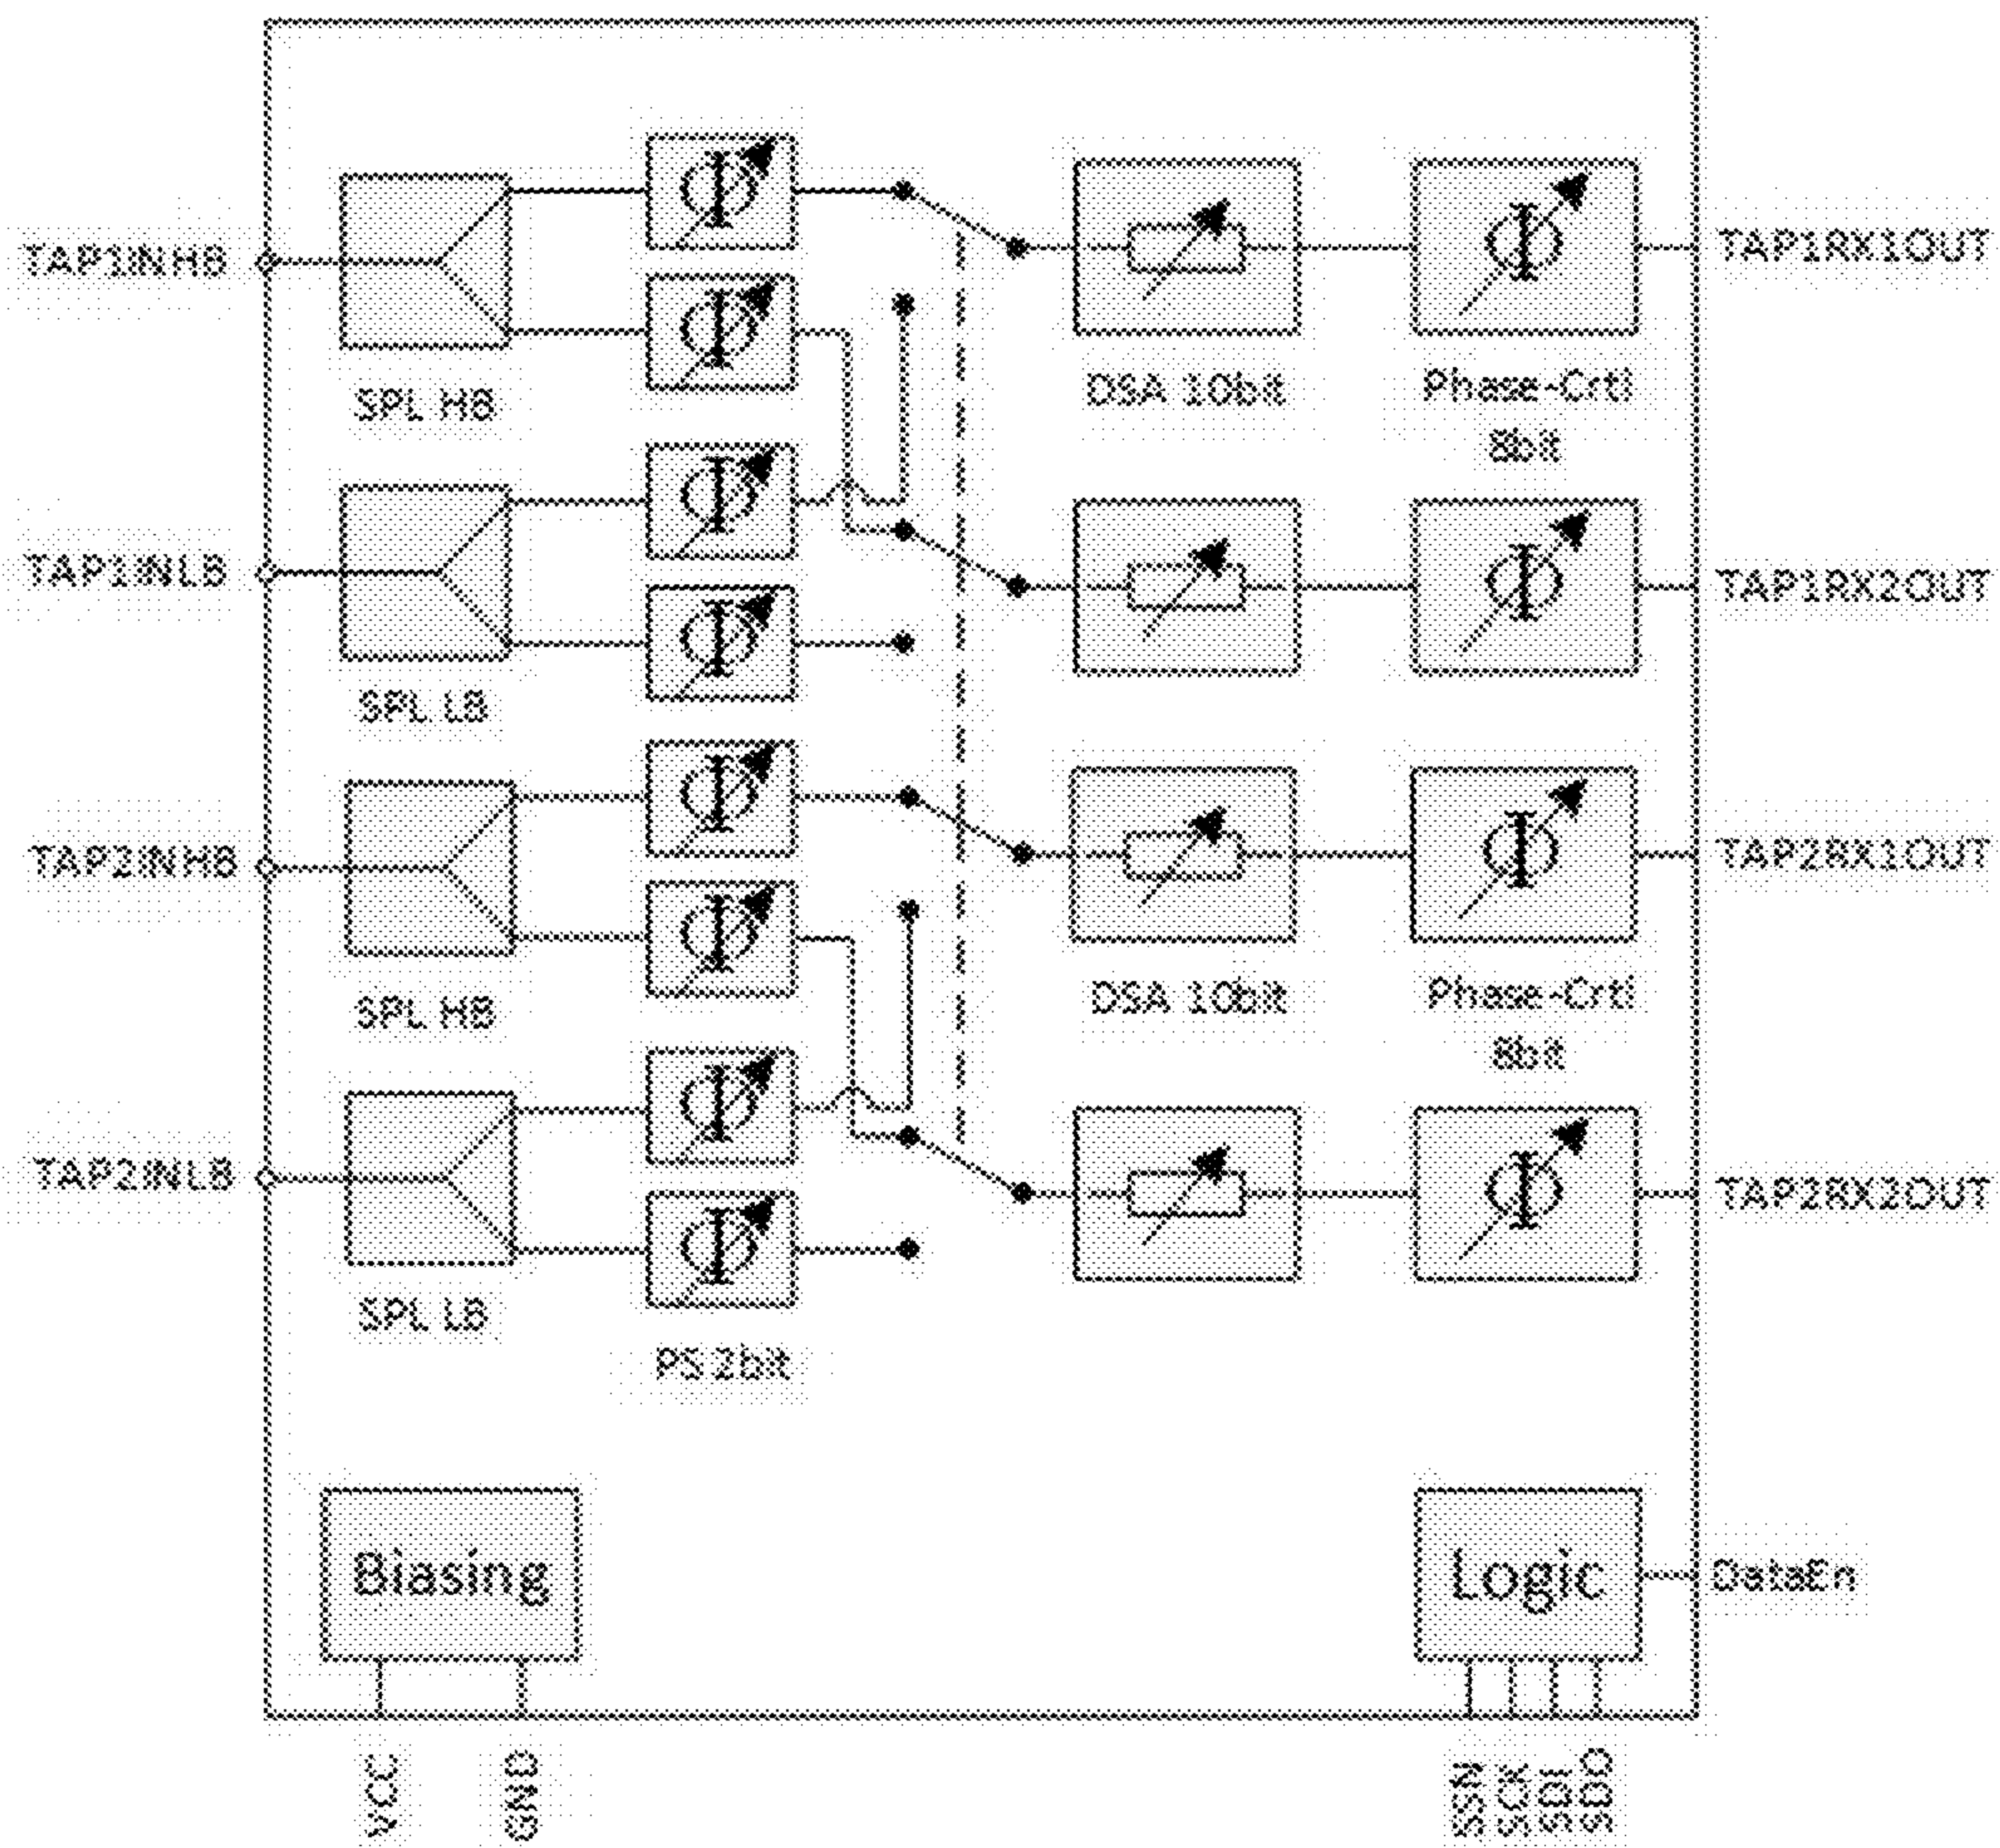 TAP1INHB
SPL HB
TAP1INLB
SPL LB
TAP2INHB
SPL HB
TAP2INLB
SPL LB
PS 2bit
DSA 10bit
Phase-Crtl
8bit
DSA 10bit
Phase-Crtl
8bit
TAP1RX1OUT
TAP1RX2OUT
TAP2RX1OUT
TAP2RX2OUT
Biasing
Logic
DataEn
VCC
GND
SSN
SCK
SDI
SDO